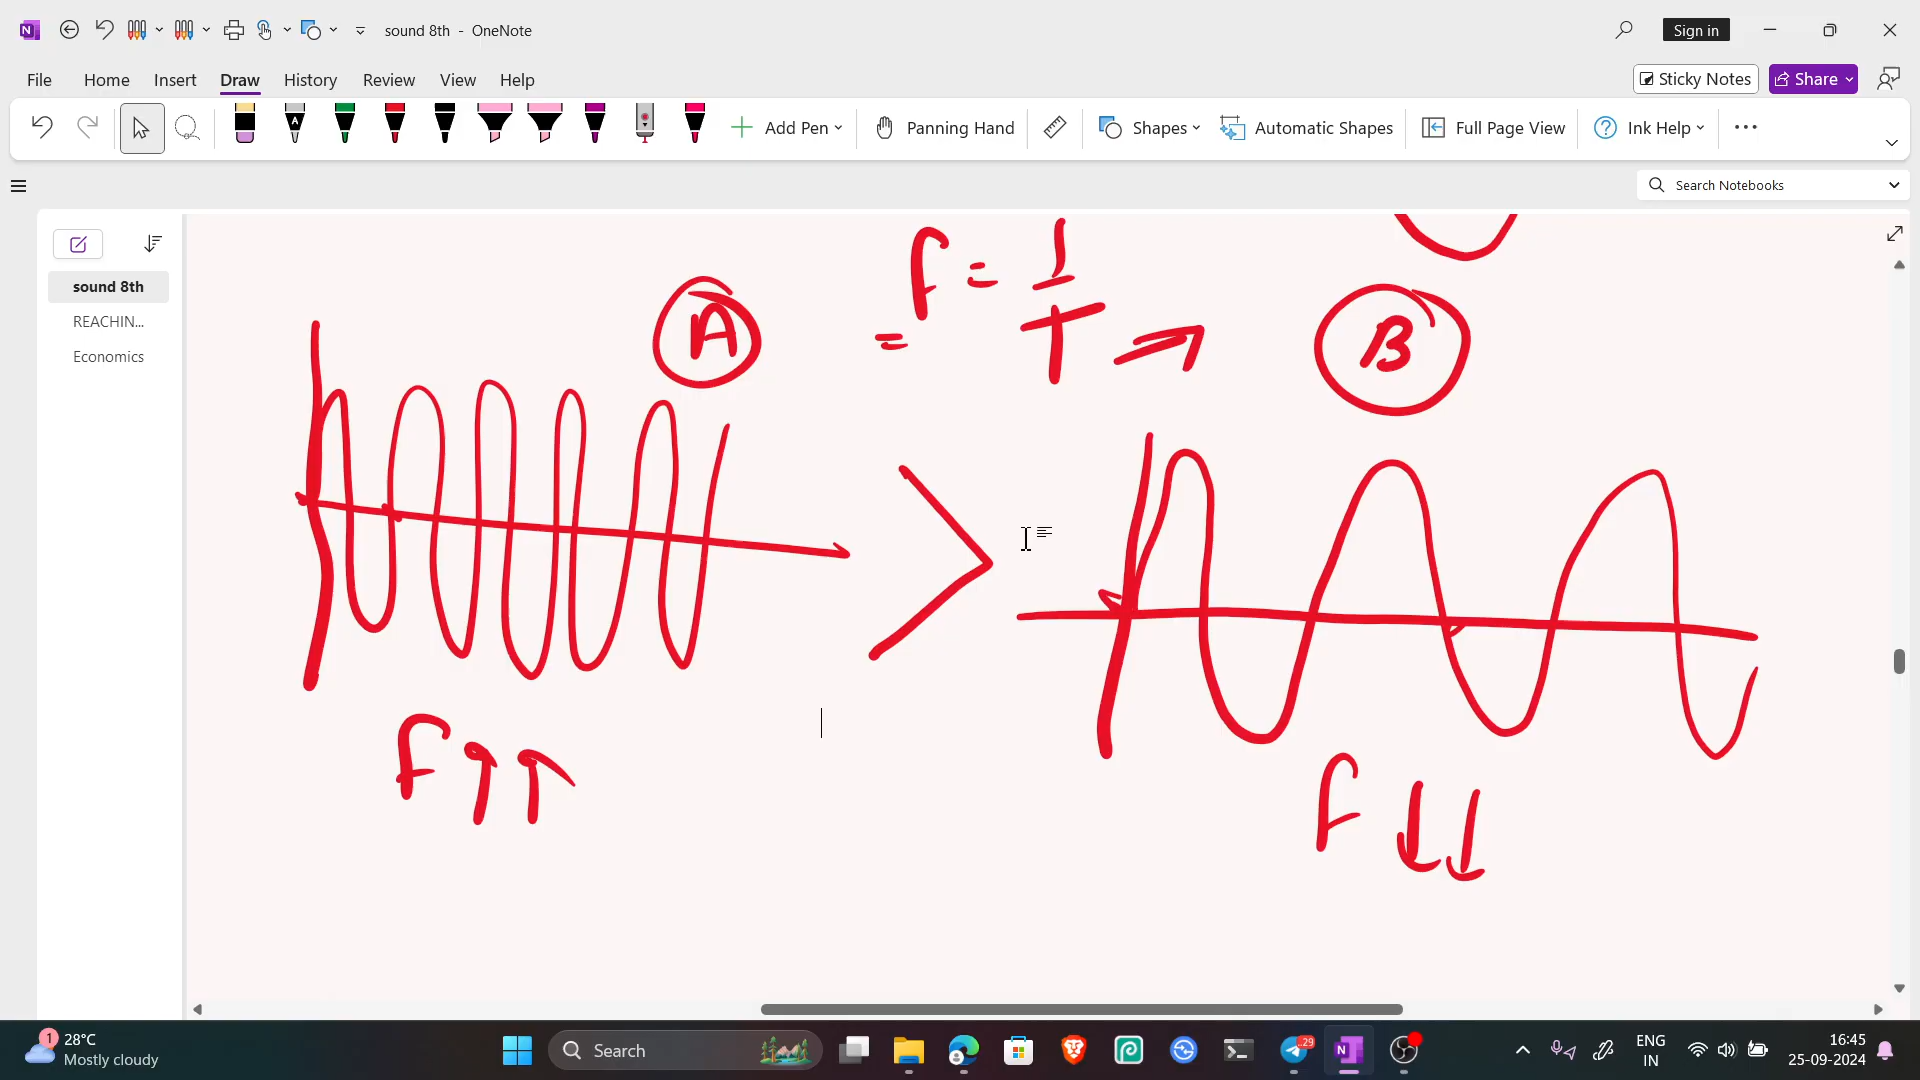 sound 8th - OneNote
Sign in
File Home Insert Draw History Review View Help
Sticky Notes
Share
A
Add Pen
Panning Hand
Shapes
Automatic Shapes
Full Page View
Ink Help
Search Notebooks
sound 8th
REACHIN...
Economics
A
= f = 1
T
B
F↑↑
F↓↓
1
28°C
Mostly cloudy
Search
29
ENG
IN
16:45
25-09-2024